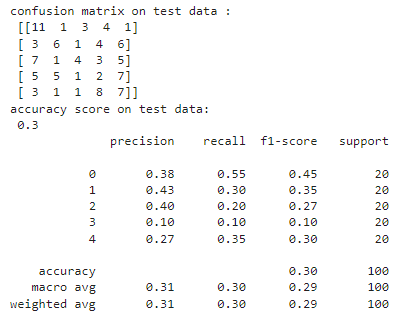 confusion matrix on test data :
[[11 1 3 4 1]
[ 3 6 1 4 6]
[ 7 1 4 3 5]
[ 5 5 1 2 7]
[ 3 1 1 8 7]]
accuracy score on test data:
0.3
precision recall f1-score support
0 0.38 0.55 0.45 20
1 0.43 0.30 0.35 20
2 0.40 0.20 0.27 20
3 0.10 0.10 0.10 20
4 0.27 0.35 0.30 20
accuracy 0.30 100
macro avg 0.31 0.30 0.29 100
weighted avg 0.31 0.30 0.29 100